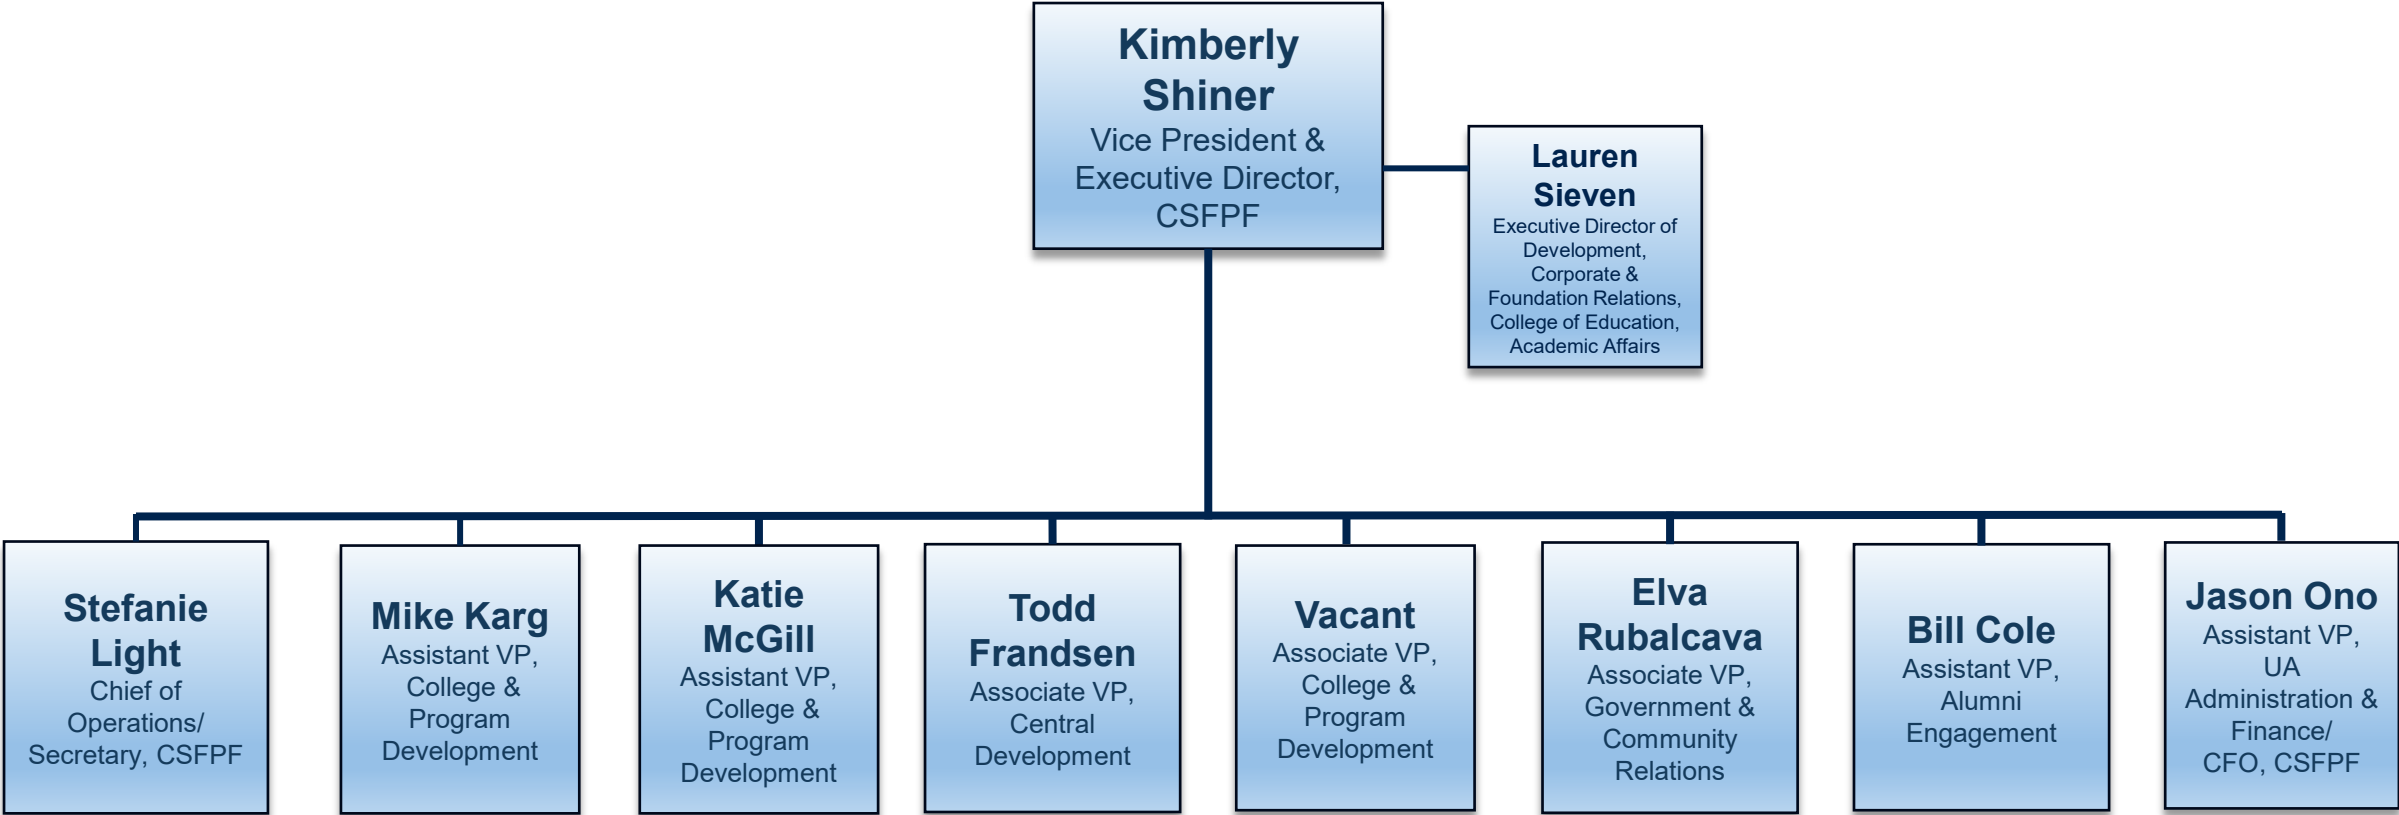 Kimberly
Shiner
Vice President &
Executive Director,
CSFPF
Lauren
Sieven
Executive Director of
Development,
Corporate &
Foundation Relations,
College of Education,
Academic Affairs
Stefanie
Light
Chief of
Operations/
Secretary, CSFPF
Mike Karg
Assistant VP,
College &
Program
Development
Katie
McGill
Assistant VP,
College &
Program
Development
Todd
Frandsen
Associate VP,
Central
Development
Vacant
Associate VP,
College &
Program
Development
Elva
Rubalcava
Associate VP,
Government &
Community
Relations
Bill Cole
Assistant VP,
Alumni
Engagement
Jason Ono
Assistant VP,
UA
Administration &
Finance/
CFO, CSFPF